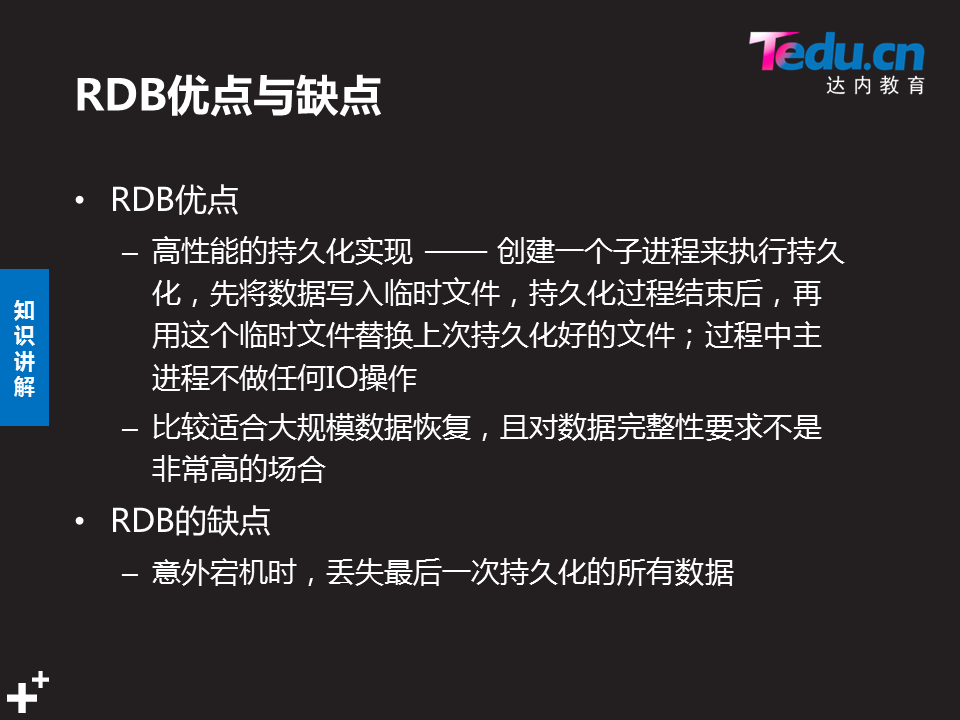 Tedu.cn
达内教育
RDB优点与缺点
• RDB优点
– 高性能的持久化实现 —— 创建一个子进程来执行持久
化，先将数据写入临时文件，持久化过程结束后，再
用这个临时文件替换上次持久化好的文件；过程中主
进程不做任何IO操作
– 比较适合大规模数据恢复，且对数据完整性要求不是
非常高的场合
• RDB的缺点
– 意外宕机时，丢失最后一次持久化的所有数据
知
识
讲
解